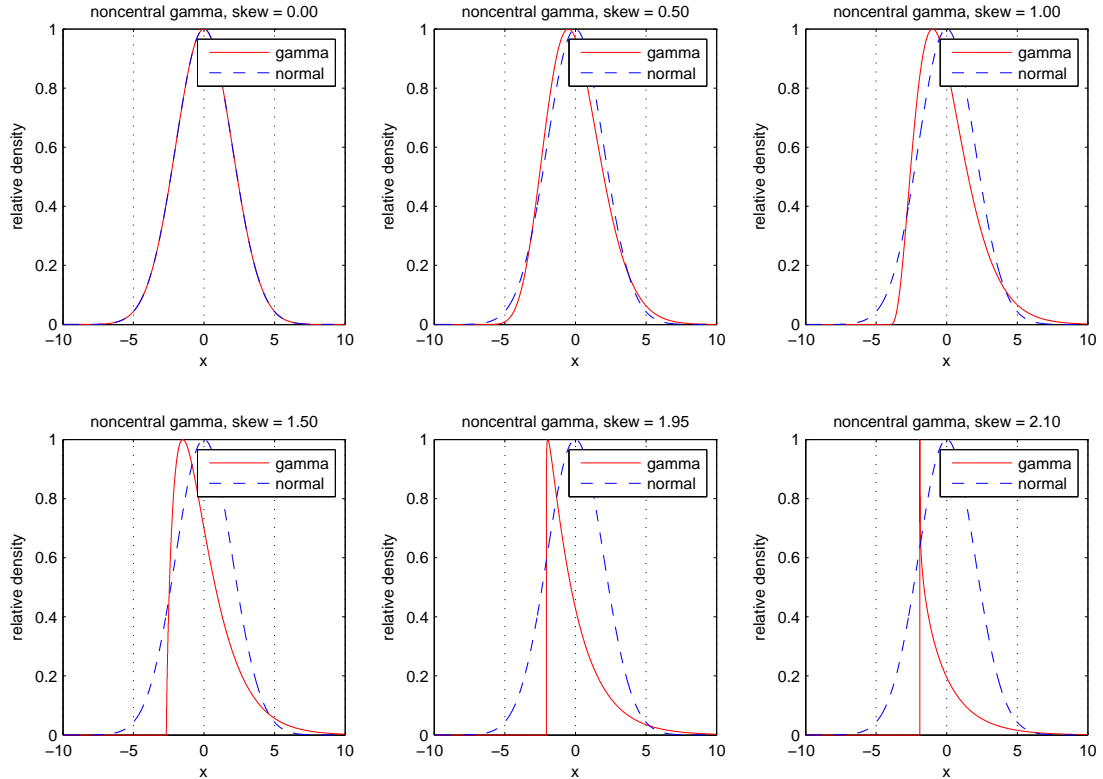 noncentral gamma, skew = 0.00
1
0.8
0.6
0.4
0.2
0
relative density
−10
−5
0
5
10
x
gamma
normal
noncentral gamma, skew = 0.50
1
0.8
0.6
0.4
0.2
0
relative density
−10
−5
0
5
10
x
gamma
normal
noncentral gamma, skew = 1.00
1
0.8
0.6
0.4
0.2
0
relative density
−10
−5
0
5
10
x
gamma
normal
noncentral gamma, skew = 1.50
1
0.8
0.6
0.4
0.2
0
relative density
−10
−5
0
5
10
x
gamma
normal
noncentral gamma, skew = 1.95
1
0.8
0.6
0.4
0.2
0
relative density
−10
−5
0
5
10
x
gamma
normal
noncentral gamma, skew = 2.10
1
0.8
0.6
0.4
0.2
0
relative density
−10
−5
0
5
10
x
gamma
normal